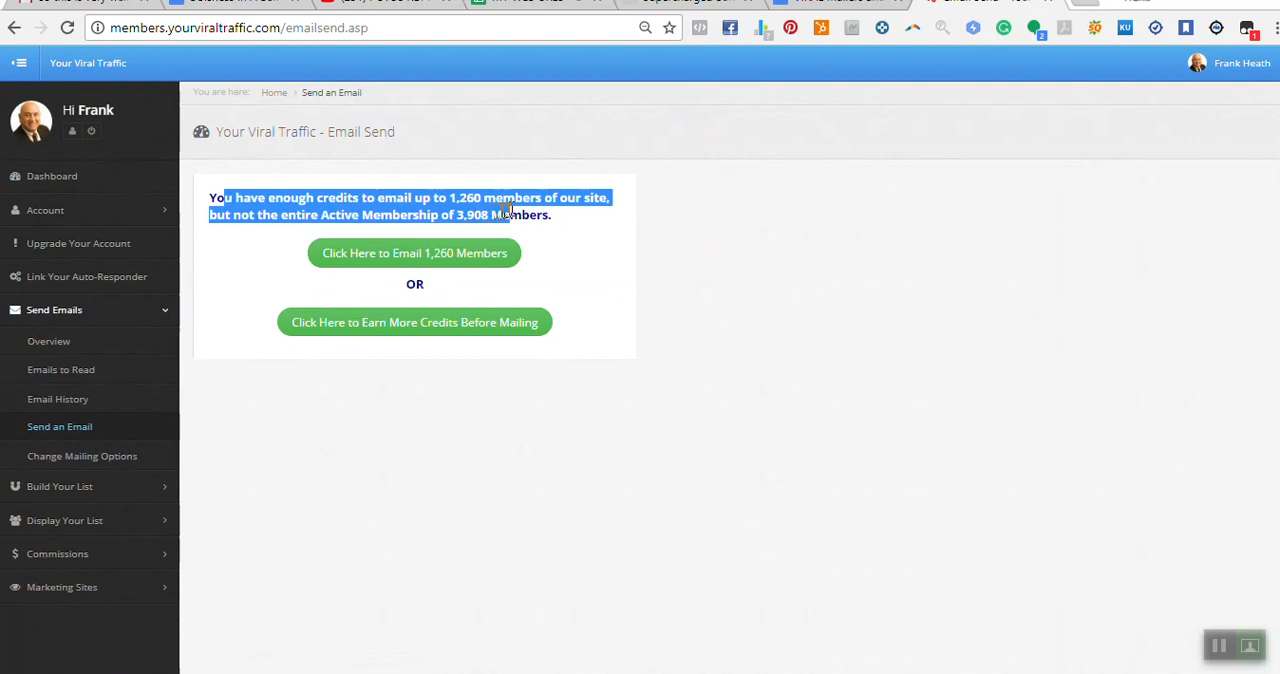 members.yourviraltraffic.com/emailsend.asp
Your Viral Traffic
Frank Heath
Hi Frank
You are here: Home » Send an Email
Your Viral Traffic - Email Send
Dashboard
Account
Upgrade Your Account
Link Your Auto-Responder
Send Emails
Overview
Emails to Read
Email History
Send an Email
Change Mailing Options
Build Your List
Display Your List
Commissions
Marketing Sites
You have enough credits to email up to 1,260 members of our site,
but not the entire Active Membership of 3,908 Members.
Click Here to Email 1,260 Members
OR
Click Here to Earn More Credits Before Mailing